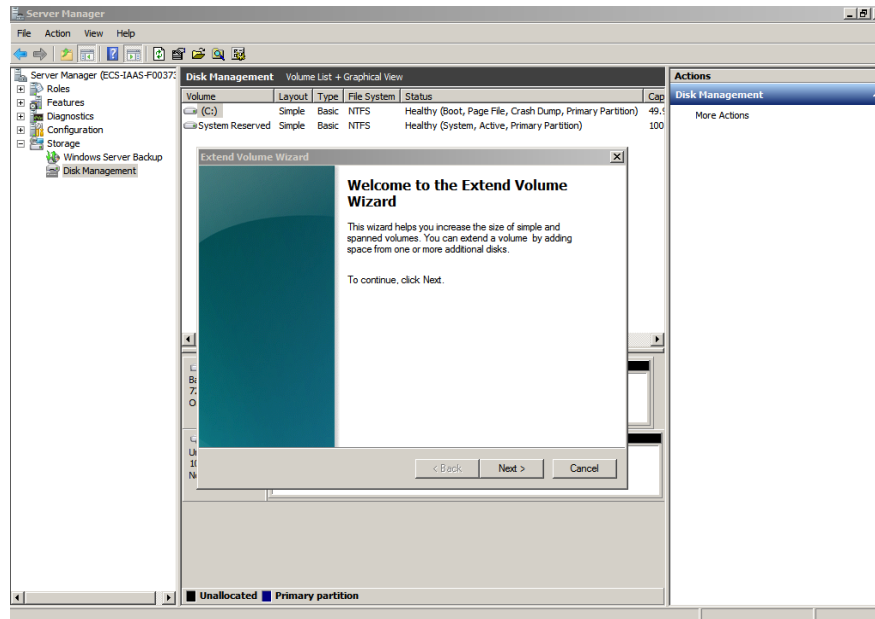 Server Manager
File Action View Help
Server Manager (ECS-IAAS-F0037
Roles
Features
Diagnostics
Configuration
Storage
Windows Server Backup
Disk Management
Disk Management Volume List + Graphical View
Volume Layout Type File System Status Cap
(C:) Simple Basic NTFS Healthy (Boot, Page File, Crash Dump, Primary Partition) 49.9
System Reserved Simple Basic NTFS Healthy (System, Active, Primary Partition) 100
Actions
Disk Management
More Actions
Extend Volume Wizard
Welcome to the Extend Volume
Wizard
This wizard helps you increase the size of simple and
spanned volumes. You can extend a volume by adding
space from one or more additional disks.
To continue, click Next.
< Back Next > Cancel
Unallocated Primary partition